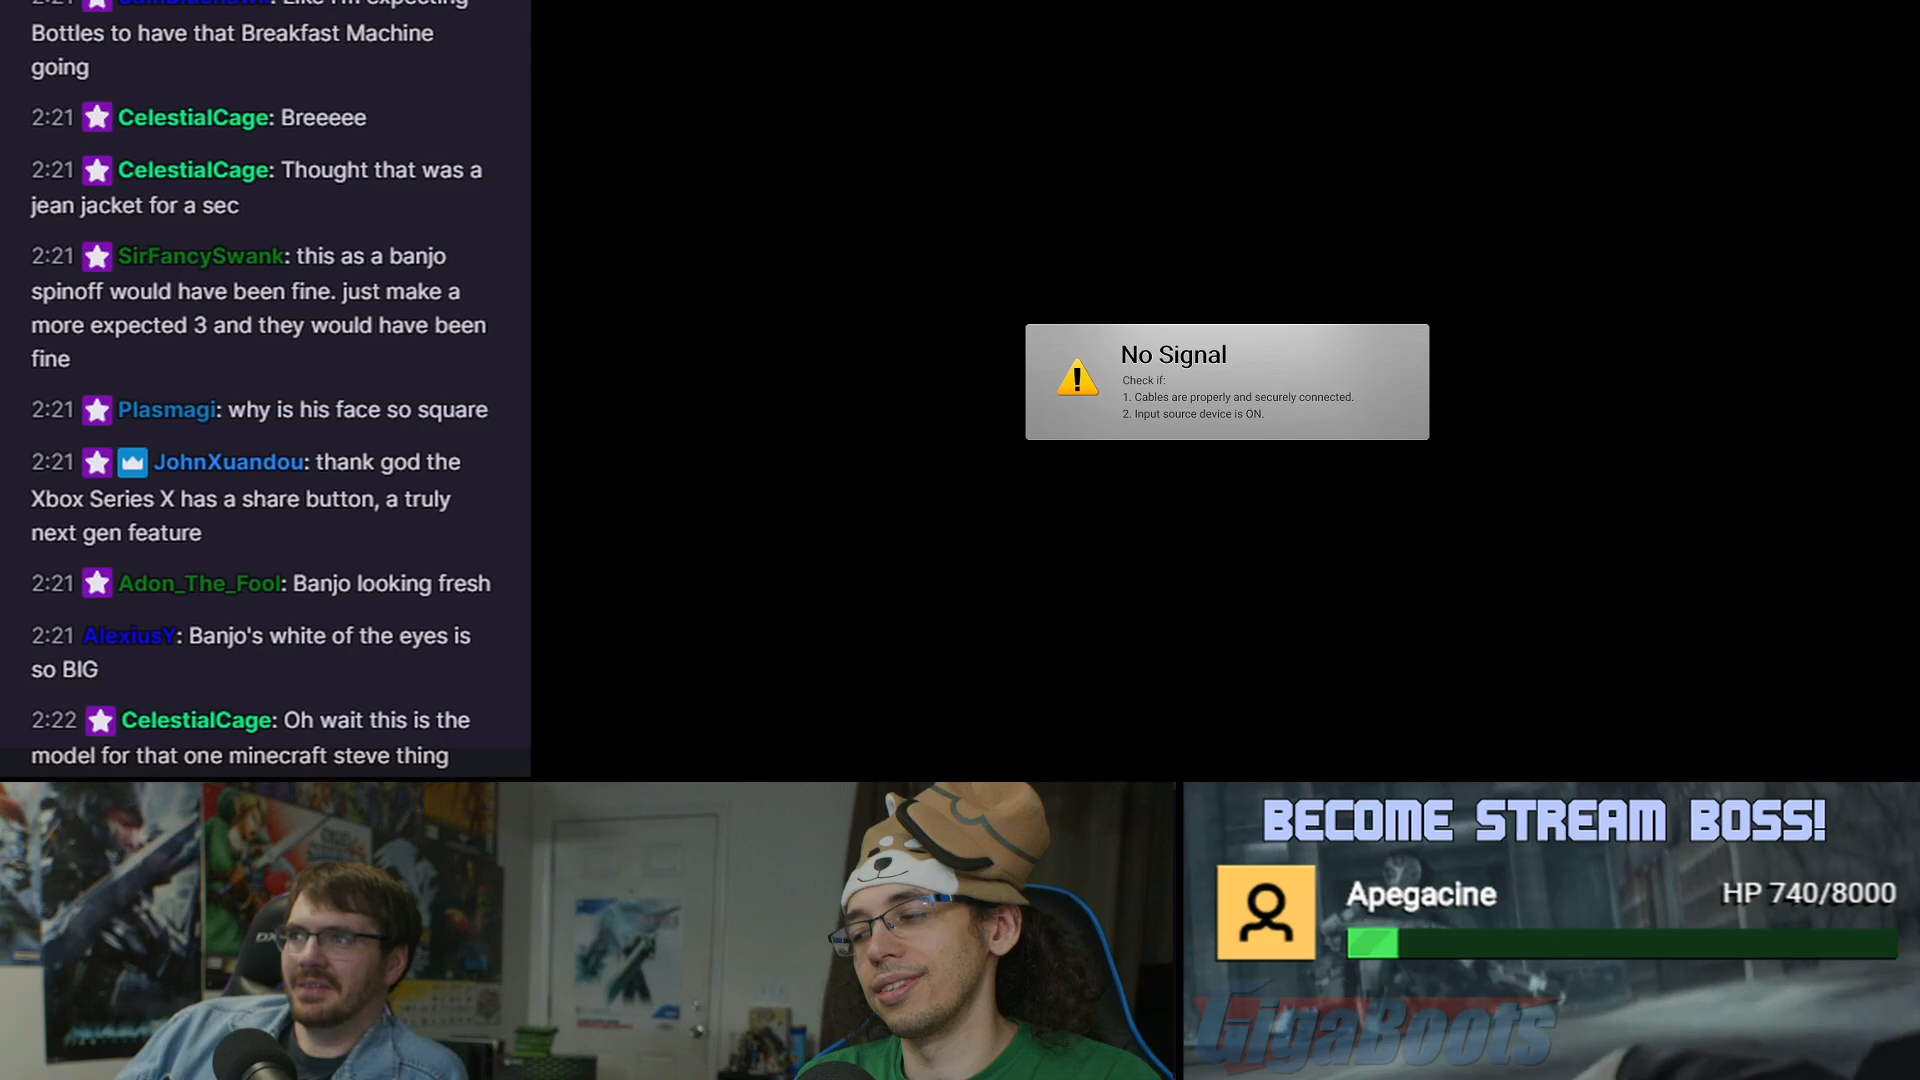 Bottles to have that Breakfast Machine
going
2:21 CelestialCage: Breeeee
2:21 CelestialCage: Thought that was a
jean jacket for a sec
2:21 SirFancySwank: this as a banjo
spinoff would have been fine. just make a
more expected 3 and they would have been
fine
2:21 Plasmagi: why is his face so square
2:21 JohnXuandou: thank god the
Xbox Series X has a share button, a truly
next gen feature
2:21 Adon_The_Fool: Banjo looking fresh
2:21 AlexiusY: Banjo's white of the eyes is
so BIG
2:22 CelestialCage: Oh wait this is the
model for that one minecraft steve thing
No Signal
Check if:
1. Cables are properly and securely connected.
2. Input source device is ON.
BECOME STREAM BOSS!
Apegacine HP 740/8000
GigaBoots